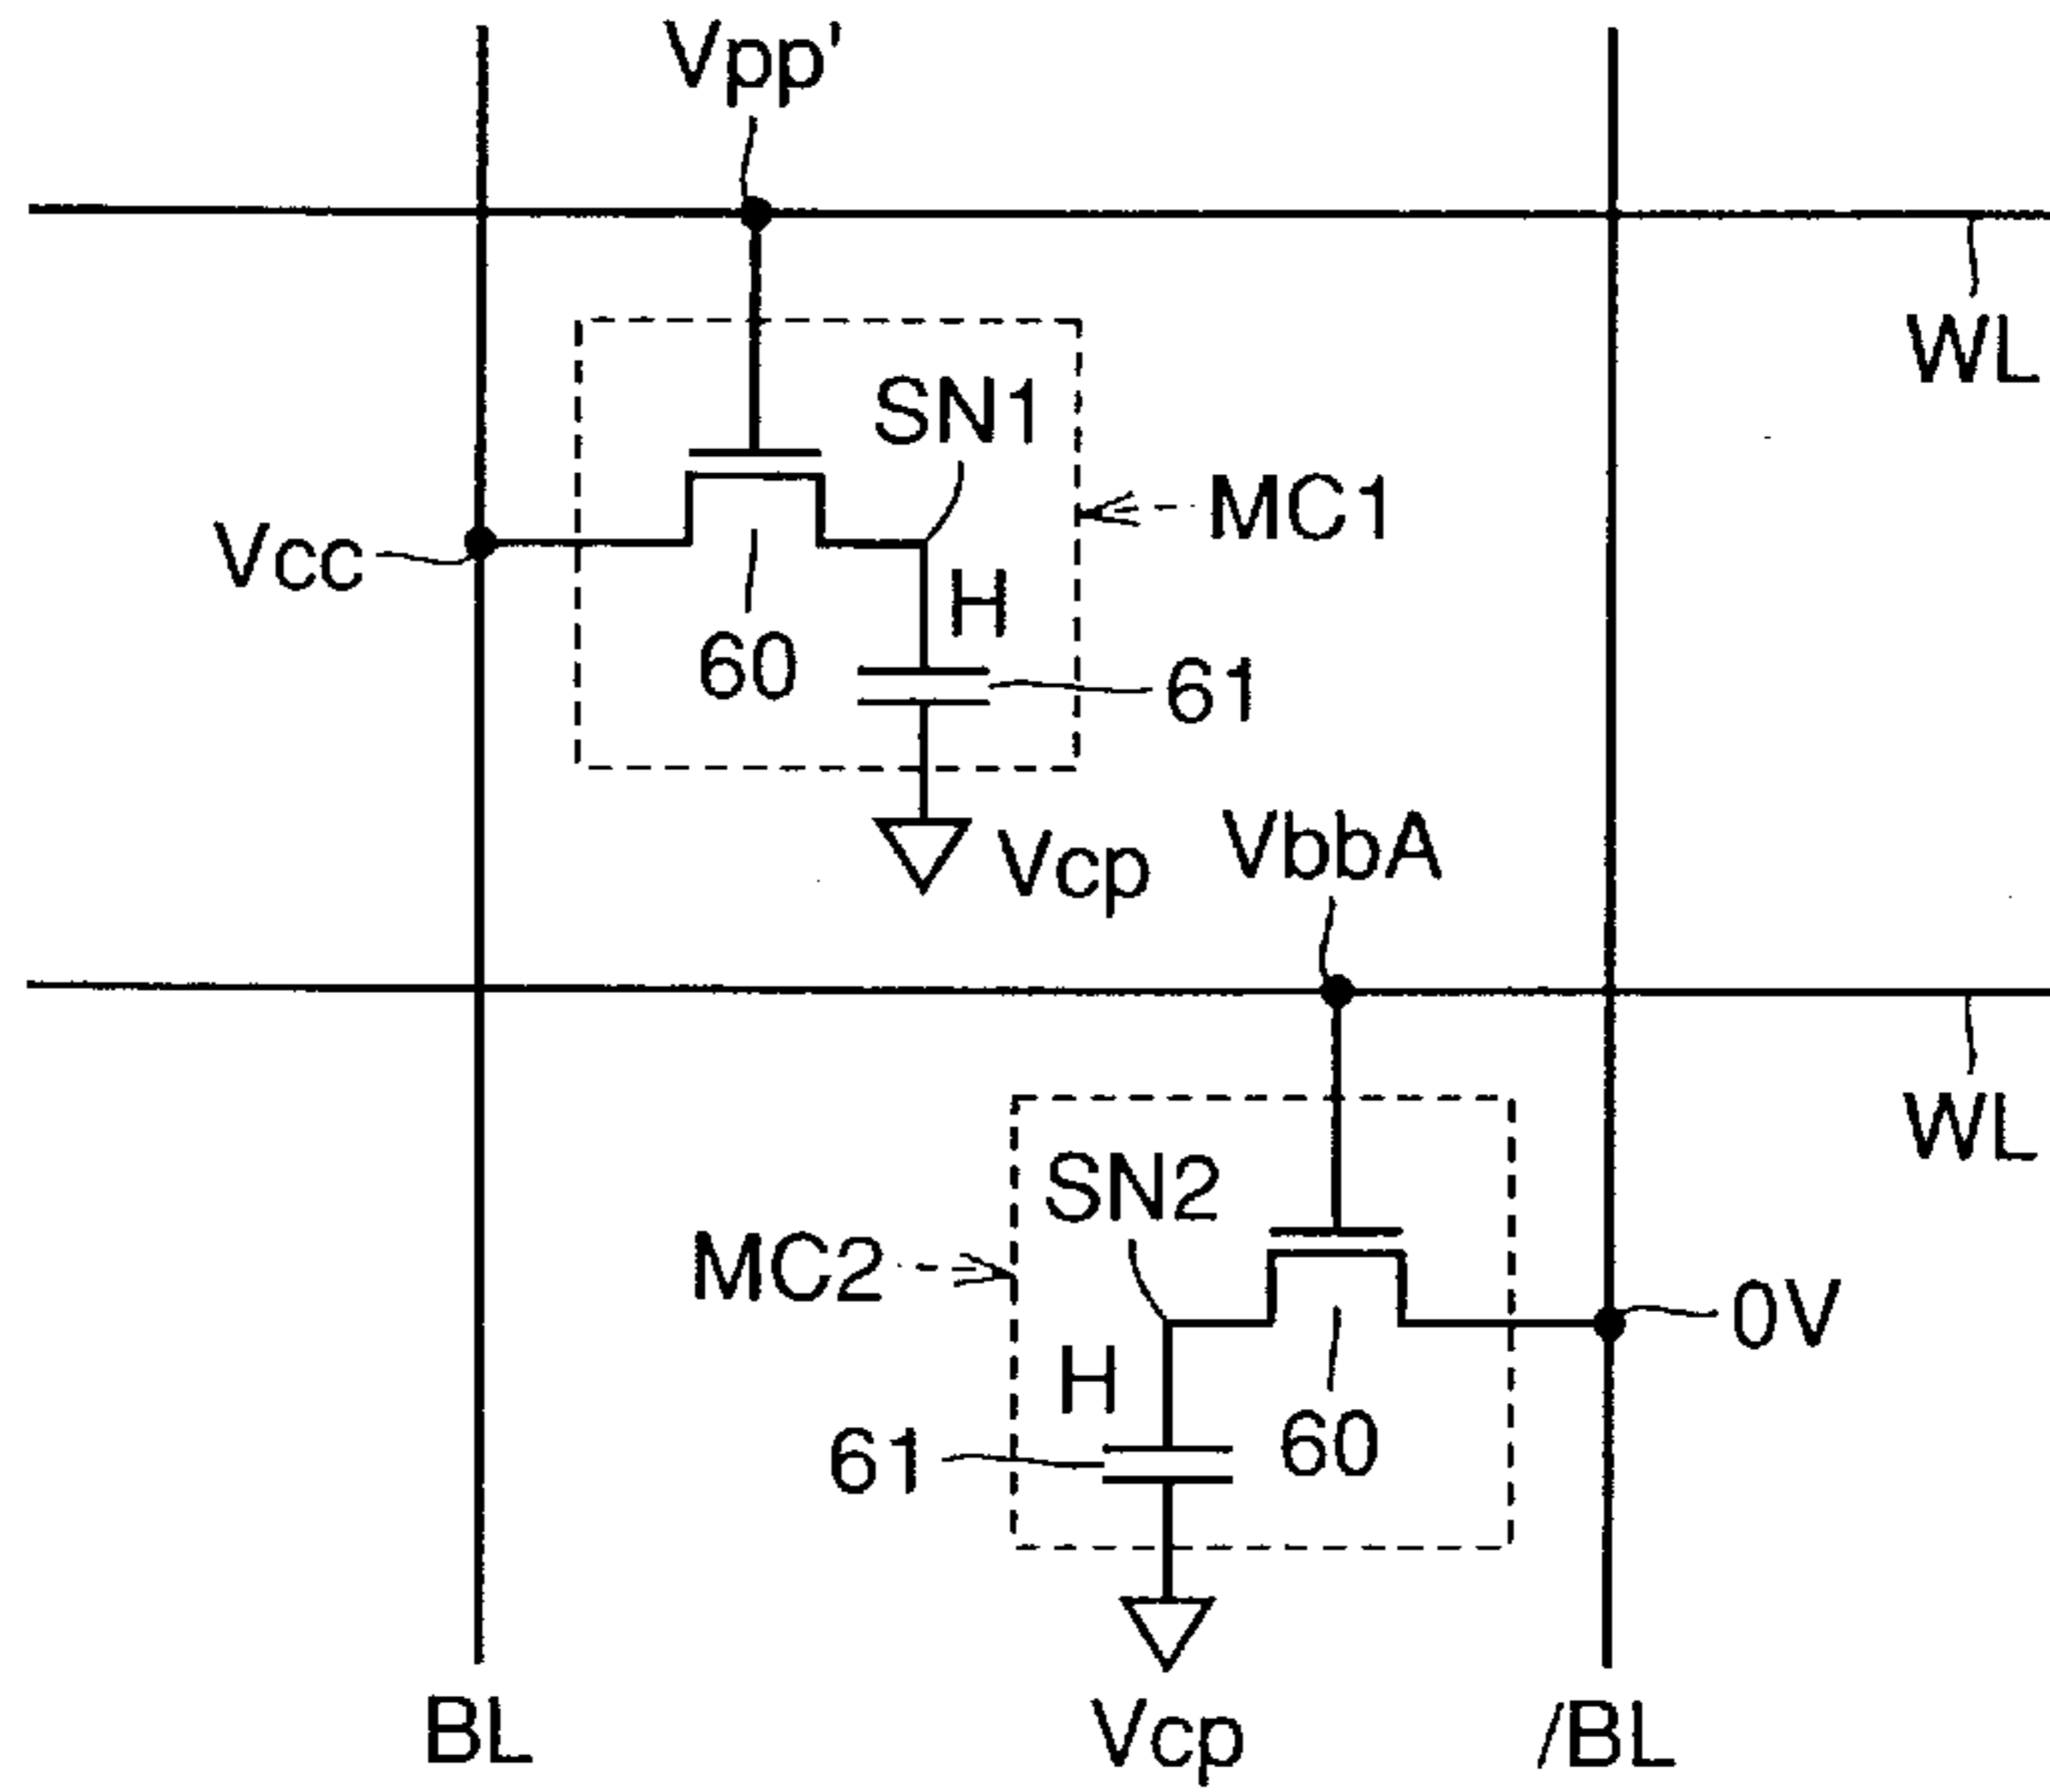 Vpp'
WL
SN1
MC1
Vcc
H
60
61
Vcp
VbbA
WL
SN2
MC2
0V
H
61
60
BL
Vcp
/BL